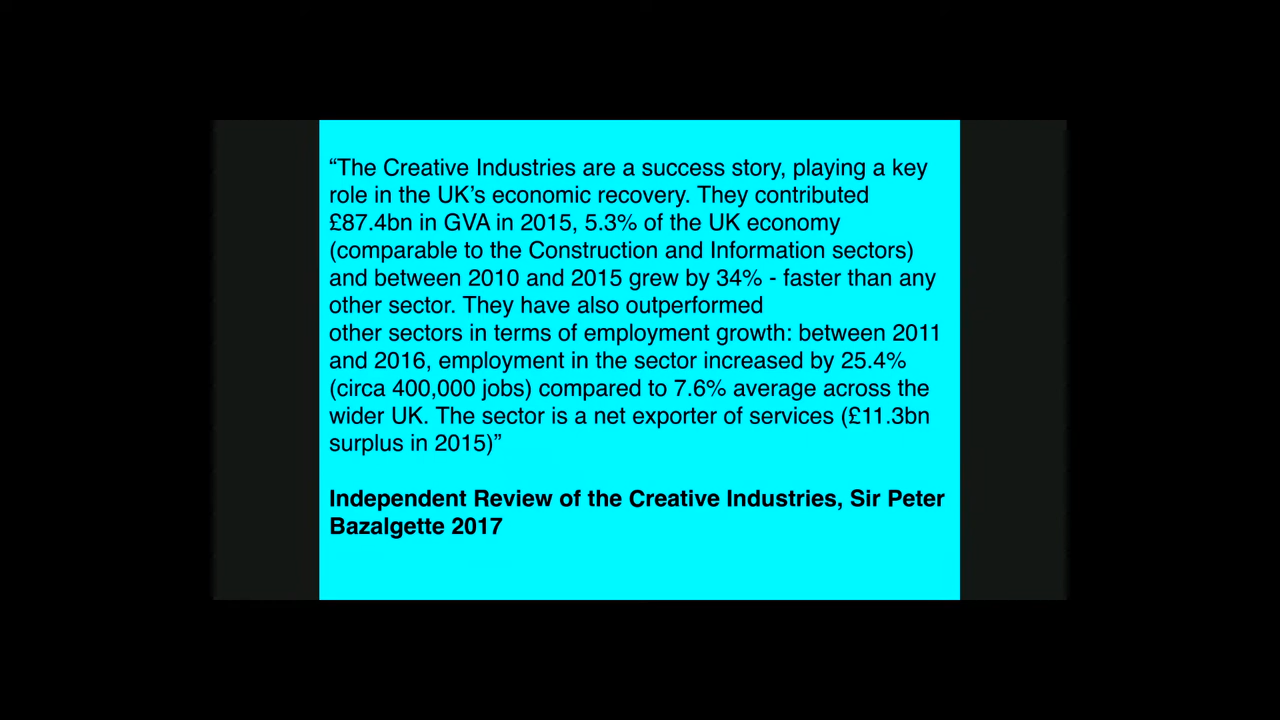 “The Creative Industries are a success story, playing a key
role in the UK’s economic recovery. They contributed
£87.4bn in GVA in 2015, 5.3% of the UK economy
(comparable to the Construction and Information sectors)
and between 2010 and 2015 grew by 34% - faster than any
other sector. They have also outperformed
other sectors in terms of employment growth: between 2011
and 2016, employment in the sector increased by 25.4%
(circa 400,000 jobs) compared to 7.6% average across the
wider UK. The sector is a net exporter of services (£11.3bn
surplus in 2015)”
Independent Review of the Creative Industries, Sir Peter
Bazalgette 2017